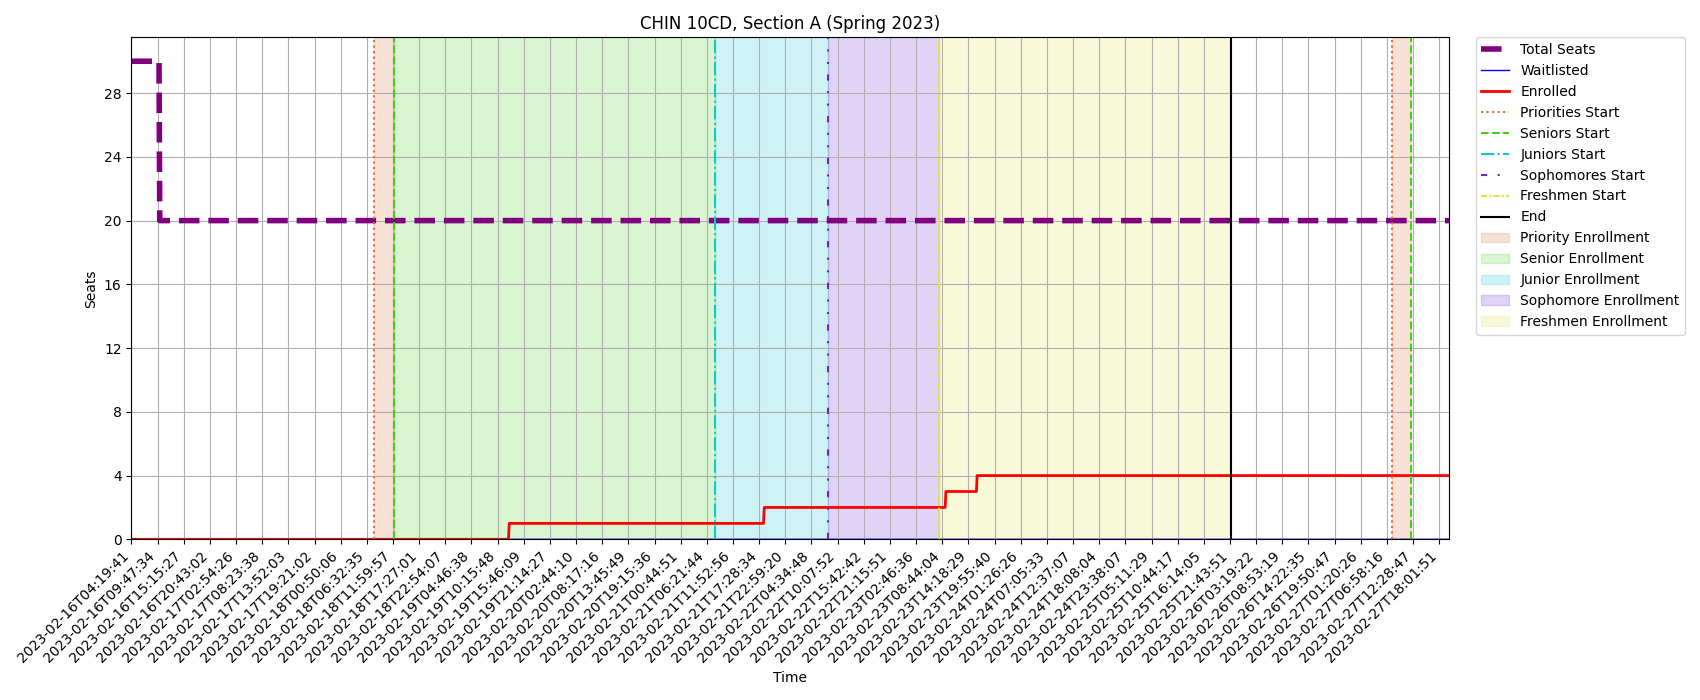 CHIN 10CD, Section A (Spring 2023)
Total Seats
Waitlisted
Enrolled
Priorities Start
Seniors Start
Juniors Start
Sophomores Start
Freshmen Start
End
Priority Enrollment
Senior Enrollment
Junior Enrollment
Sophomore Enrollment
Freshmen Enrollment
Seats
28
24
20
16
12
8
4
0
2023-02-16T04:19:41
2023-02-16T09:47:34
2023-02-16T15:15:27
2023-02-16T20:43:02
2023-02-17T02:54:26
2023-02-17T08:23:38
2023-02-17T13:52:03
2023-02-17T19:21:02
2023-02-18T00:50:06
2023-02-18T06:32:35
2023-02-18T11:59:57
2023-02-18T17:27:01
2023-02-18T22:54:07
2023-02-19T04:46:38
2023-02-19T10:15:48
2023-02-19T15:46:09
2023-02-19T21:14:27
2023-02-20T02:44:10
2023-02-20T08:17:16
2023-02-20T13:45:49
2023-02-20T19:15:36
2023-02-21T00:44:51
2023-02-21T06:21:44
2023-02-21T11:52:56
2023-02-21T17:28:34
2023-02-21T22:59:20
2023-02-22T04:34:48
2023-02-22T10:07:52
2023-02-22T15:42:42
2023-02-22T21:15:51
2023-02-23T02:46:36
2023-02-23T08:44:04
2023-02-23T14:18:29
2023-02-23T19:55:40
2023-02-24T01:26:26
2023-02-24T07:05:33
2023-02-24T12:37:07
2023-02-24T18:08:04
2023-02-24T23:38:07
2023-02-25T05:11:29
2023-02-25T10:44:17
2023-02-25T16:14:05
2023-02-25T21:43:51
2023-02-26T03:19:22
2023-02-26T08:53:19
2023-02-26T14:22:35
2023-02-26T19:50:47
2023-02-27T01:20:26
2023-02-27T06:58:16
2023-02-27T12:28:47
2023-02-27T18:01:51
Time